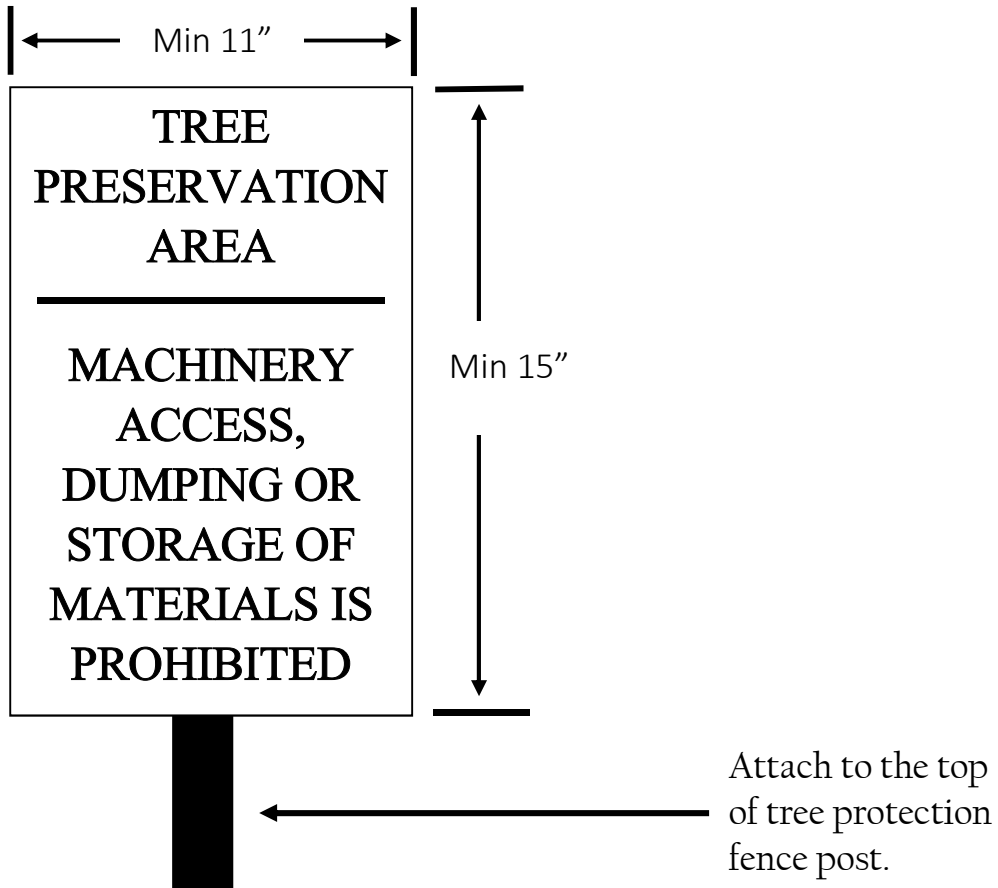 Min 11”
TREE
PRESERVATION
AREA
MACHINERY
ACCESS,
DUMPING OR
STORAGE OF
MATERIALS IS
PROHIBITED
Min 15”
Attach to the top
of tree protection
fence post.